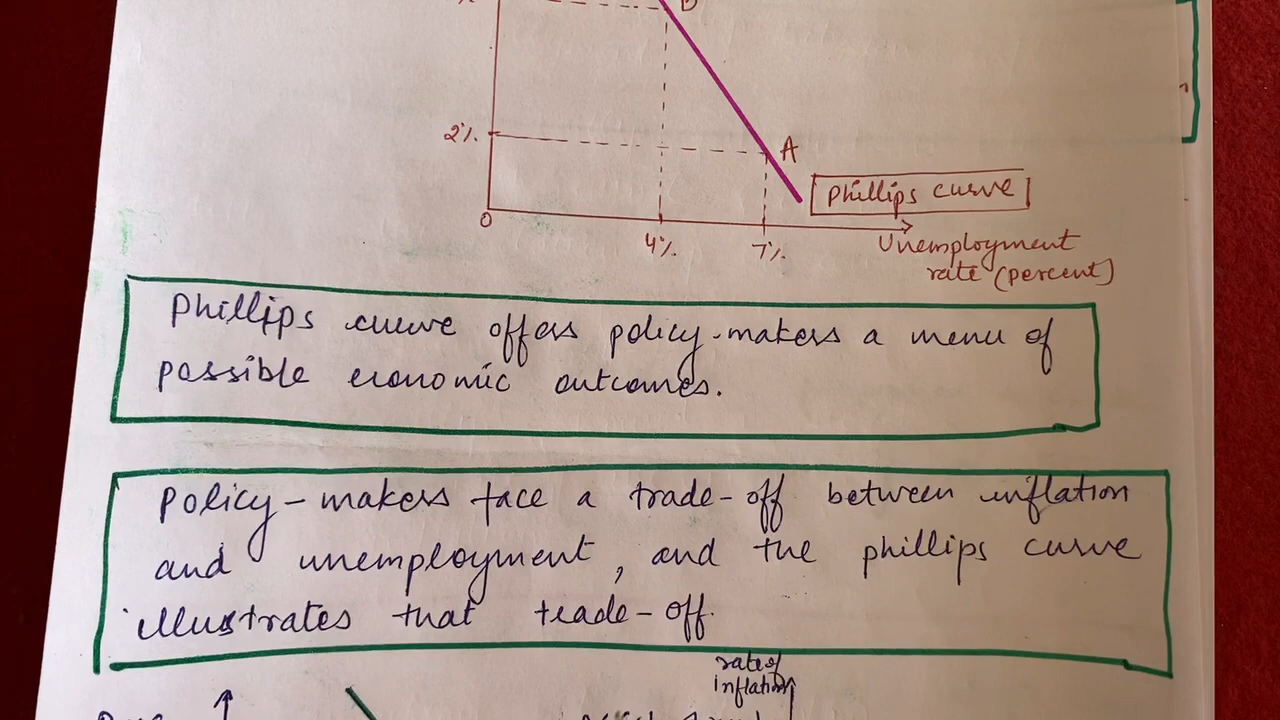 B
2%
A
Phillips curve
0
4%
7%
Unemployment
rate (percent)
Phillips curve offers policy-makers a menu of
possible economic outcomes.
Policy-makers face a trade-off between inflation
and unemployment, and the phillips curve
illustrates that trade-off.
rate of
inflation